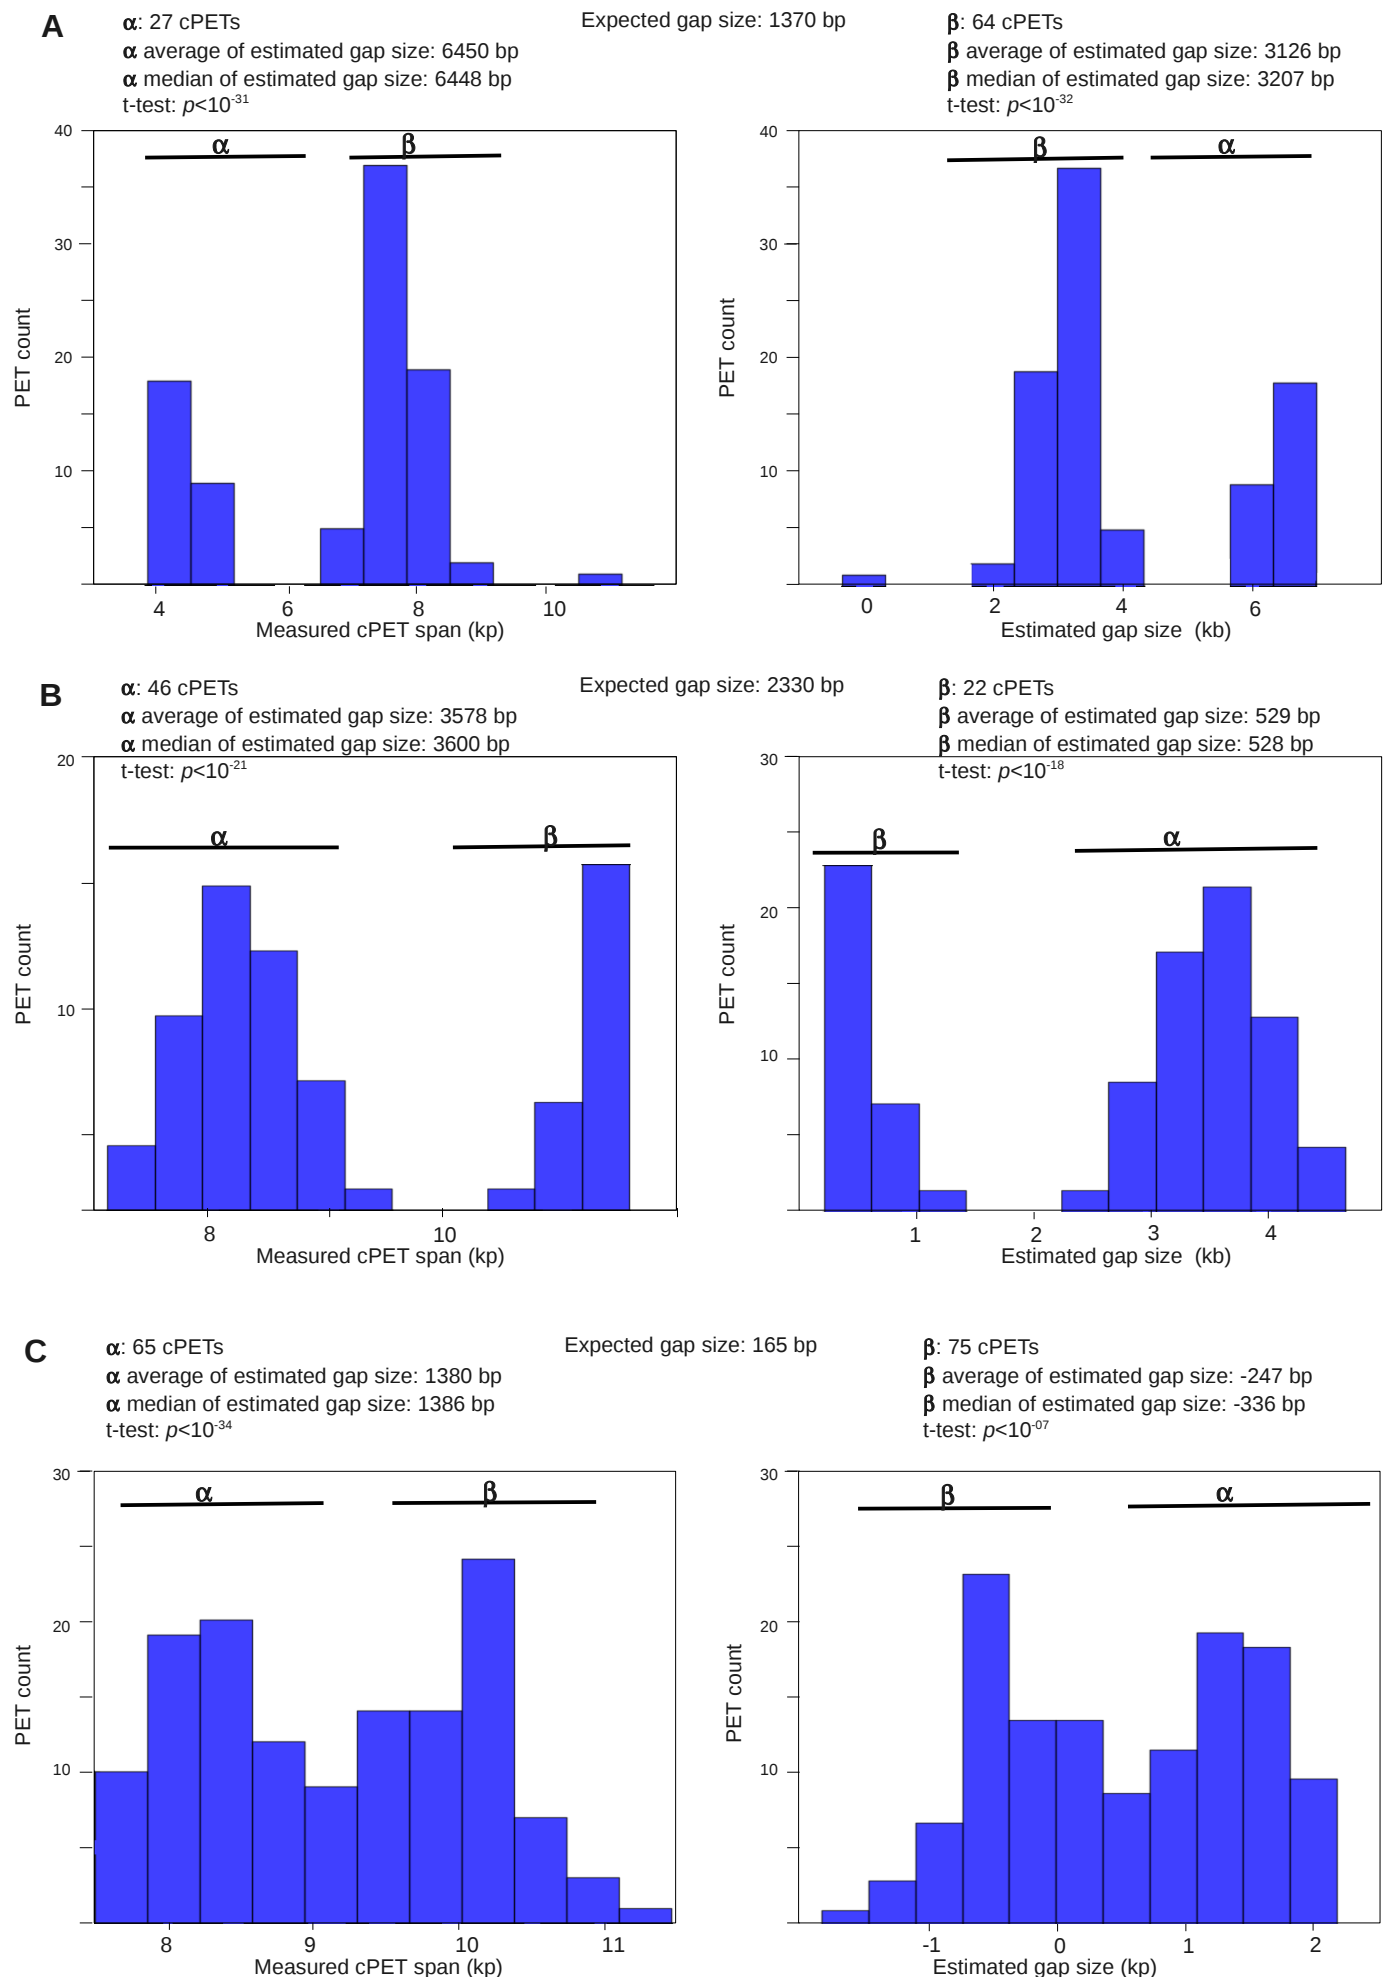 A
α: 27 cPETs
α average of estimated gap size: 6450 bp
α median of estimated gap size: 6448 bp
t-test: p<10-31
Expected gap size: 1370 bp
β: 64 cPETs
β average of estimated gap size: 3126 bp
β median of estimated gap size: 3207 bp
t-test: p<10-32
40
30
20
10
PET count
α
β
4
6
8
10
Measured cPET span (kp)
40
30
20
10
PET count
β
α
0
2
4
6
Estimated gap size (kb)
B
α: 46 cPETs
α average of estimated gap size: 3578 bp
α median of estimated gap size: 3600 bp
t-test: p<10-21
Expected gap size: 2330 bp
β: 22 cPETs
β average of estimated gap size: 529 bp
β median of estimated gap size: 528 bp
t-test: p<10-18
20
10
PET count
α
β
8
10
Measured cPET span (kp)
30
20
10
PET count
β
α
1
2
3
4
Estimated gap size (kb)
C
α: 65 cPETs
α average of estimated gap size: 1380 bp
α median of estimated gap size: 1386 bp
t-test: p<10-34
Expected gap size: 165 bp
β: 75 cPETs
β average of estimated gap size: -247 bp
β median of estimated gap size: -336 bp
t-test: p<10-07
30
20
10
PET count
α
β
8
9
10
11
Measured cPET span (kp)
30
20
10
PET count
β
α
-1
0
1
2
Estimated gap size (kp)